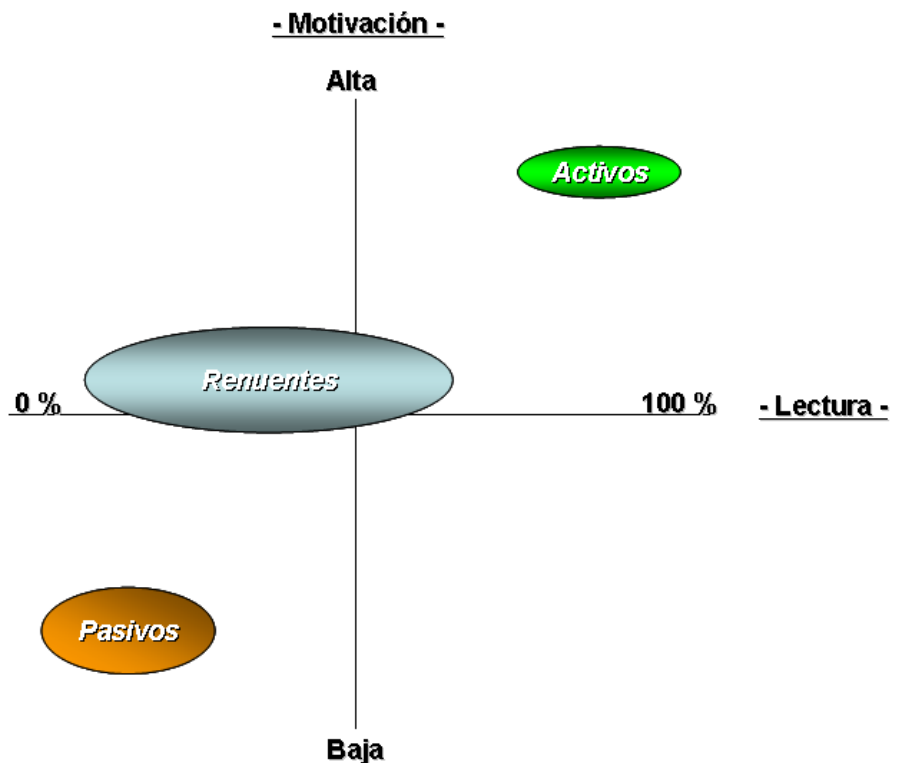 - Motivación -
Alta
Activos
Renuentes
0 %
100 %
- Lectura -
Pasivos
Baja